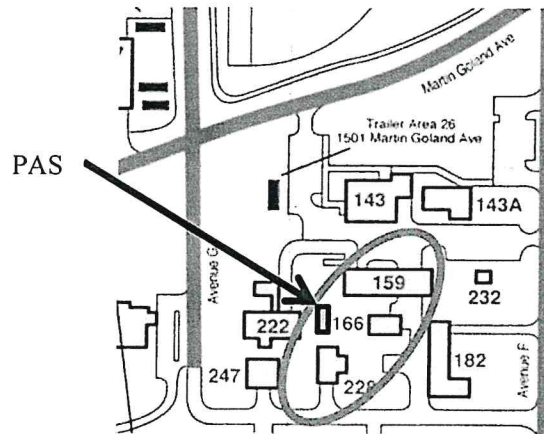 Martin Goland Ave
Trailer Area 26
1501 Martin Goland Ave
PAS
143
143A
Avenue G
159
232
222
166
182
247
228
Avenue F